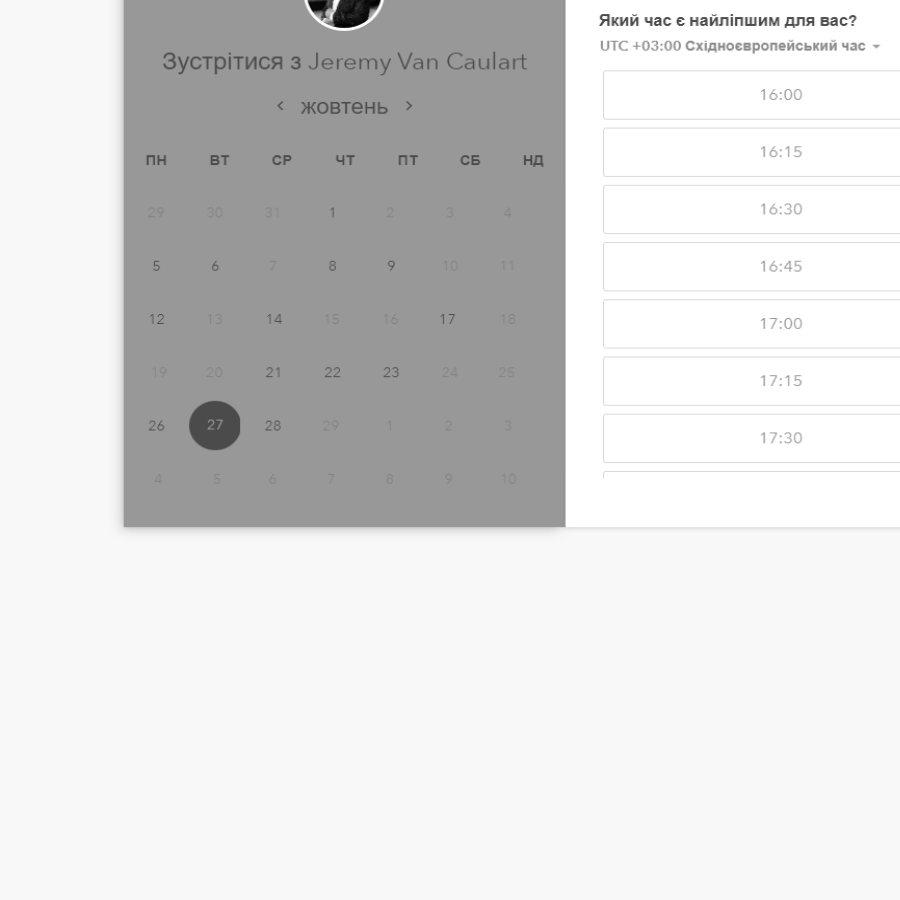 Зустрітися з Jeremy Van Caulart
‹ жовтень ›
ПН ВТ СР ЧТ ПТ СБ НД
29 30 31 1 2 3 4
5 6 7 8 9 10 11
12 13 14 15 16 17 18
19 20 21 22 23 24 25
26 27 28 29 1 2 3
4 5 6 7 8 9 10
Який час є найліпшим для вас?
UTC +03:00 Східноєвропейський час
16:00
16:15
16:30
16:45
17:00
17:15
17:30